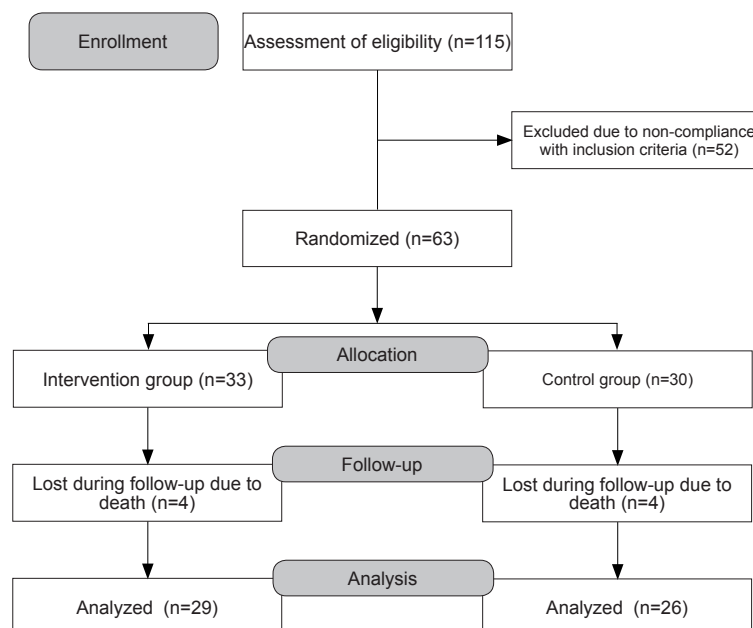 Enrollment
Assessment of eligibility (n=115)
Excluded due to non-compliance
with inclusion criteria (n=52)
Randomized (n=63)
Allocation
Intervention group (n=33)
Control group (n=30)
Follow-up
Lost during follow-up due to
death (n=4)
Lost during follow-up due to
death (n=4)
Analysis
Analyzed (n=29)
Analyzed (n=26)